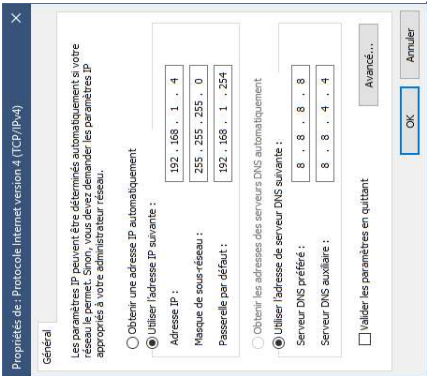 Propriétés de : Protocole Internet version 4 (TCP/IPv4)
Général
Les paramètres IP peuvent être déterminés automatiquement si votre
réseau le permet. Sinon, vous devez demander les paramètres IP
appropriés à votre administrateur réseau.
Obtenir une adresse IP automatiquement
Utiliser l'adresse IP suivante :
Adresse IP : 192 . 168 . 1 . 4
Masque de sous-réseau : 255 . 255 . 255 . 0
Passerelle par défaut : 192 . 168 . 1 . 254
Obtenir les adresses des serveurs DNS automatiquement
Utiliser l'adresse de serveur DNS suivante :
Serveur DNS préféré : 8 . 8 . 8 . 8
Serveur DNS auxiliaire : 8 . 8 . 4 . 4
Valider les paramètres en quittant
Avancé...
OK Annuler